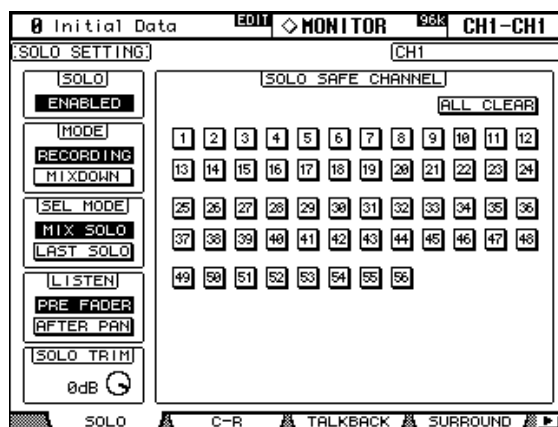 0 Initial Data EDIT ◇MONITOR 96K CH1-CH1
SOLO SETTING CH1
SOLO
ENABLED
MODE
RECORDING
MIXDOWN
SEL MODE
MIX SOLO
LAST SOLO
LISTEN
PRE FADER
AFTER PAN
SOLO TRIM
0dB
SOLO SAFE CHANNEL
ALL CLEAR
1 2 3 4 5 6 7 8 9 10 11 12
13 14 15 16 17 18 19 20 21 22 23 24
25 26 27 28 29 30 31 32 33 34 35 36
37 38 39 40 41 42 43 44 45 46 47 48
49 50 51 52 53 54 55 56
SOLO C-R TALKBACK SURROUND